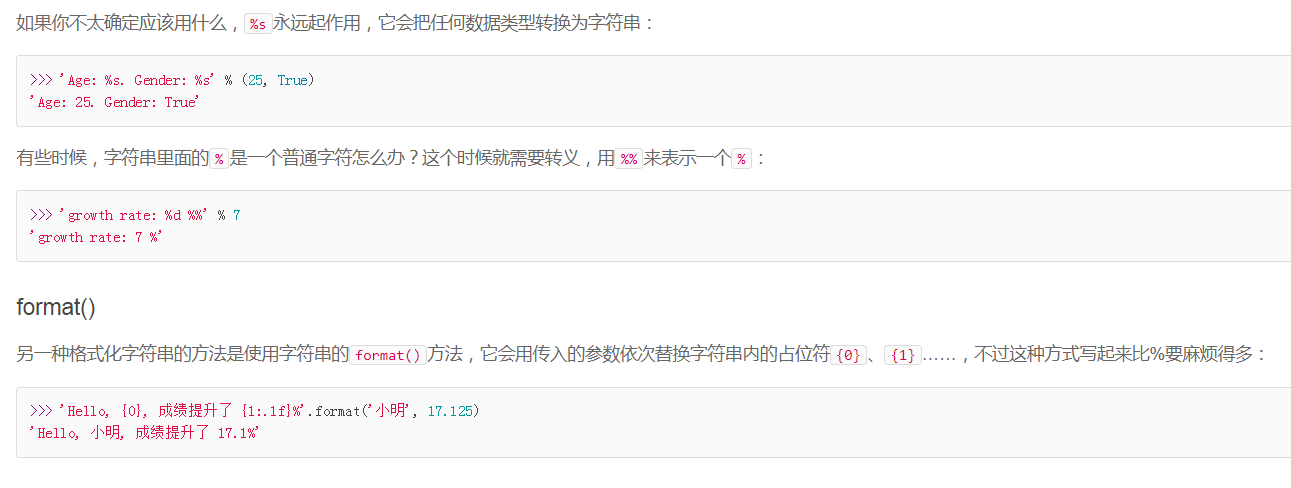 如果你不太确定应该用什么，%s永远起作用，它会把任何数据类型转换为字符串：
>>> 'Age: %s. Gender: %s' % (25, True)
'Age: 25. Gender: True'
有些时候，字符串里面的%是一个普通字符怎么办？这个时候就需要转义，用%%来表示一个%：
>>> 'growth rate: %d %%' % 7
'growth rate: 7 %'
format()
另一种格式化字符串的方法是使用字符串的format()方法，它会用传入的参数依次替换字符串内的占位符{0}、{1}……，不过这种方式写起来比%要麻烦得多：
>>> 'Hello, {0}, 成绩提升了 {1:.1f}%'.format('小明', 17.125)
'Hello, 小明, 成绩提升了 17.1%'